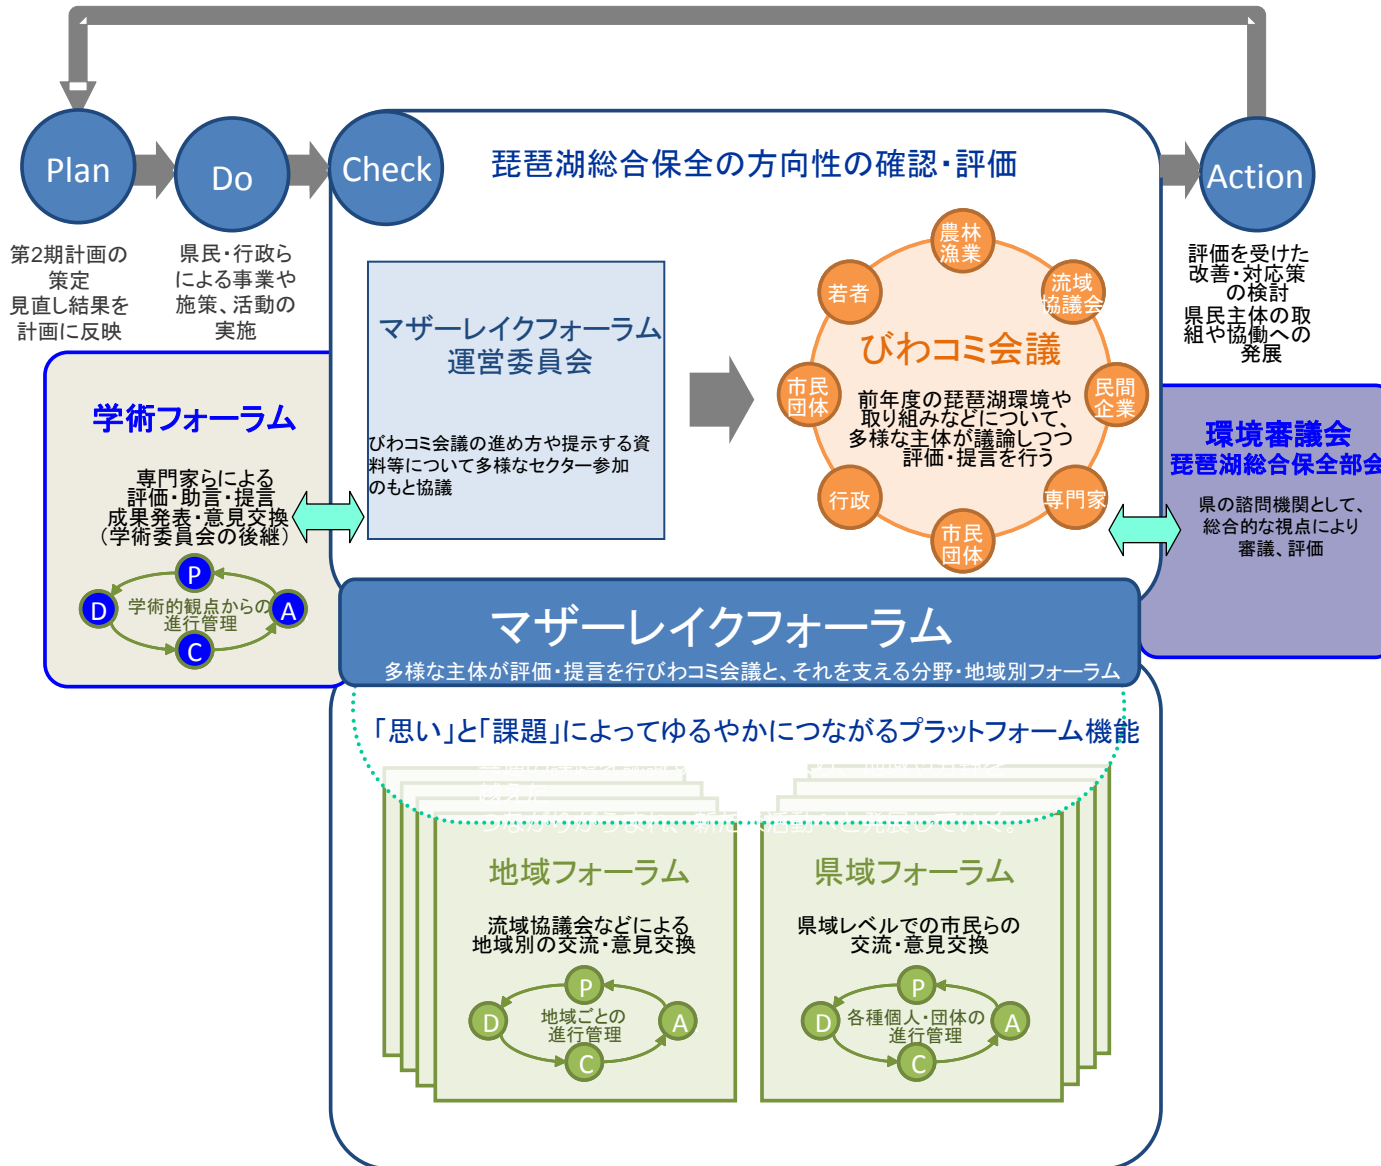 Plan
Do
Check
Action
琵琶湖総合保全の方向性の確認・評価
第2期計画の
策定
見直し結果を
計画に反映
県民・行政ら
による事業や
施策、活動の
実施
評価を受けた
改善・対応策
の検討
県民主体の取
組や協働への
発展
マザーレイクフォーラム
運営委員会
びわコミ会議の進め方や提示する資
料等について多様なセクター参加
のもと協議
農林
漁業
流域
協議会
民間
企業
専門家
市民
団体
行政
市民
団体
若者
びわコミ会議
前年度の琵琶湖環境や
取り組みなどについて、
多様な主体が議論しつつ
評価・提言を行う
学術フォーラム
専門家らによる
評価・助言・提言
成果発表・意見交換
(学術委員会の後継)
P
D
A
C
学術的観点からの
進行管理
環境審議会
琵琶湖総合保全部会
県の諮問機関として、
総合的な視点により
審議、評価
マザーレイクフォーラム
多様な主体が評価・提言を行びわコミ会議と、それを支える分野・地域別フォーラム
「思い」と「課題」によってゆるやかにつながるプラットフォーム機能
つながりがうまれ、新たな活動へと発展していく。
地域フォーラム
流域協議会などによる
地域別の交流・意見交換
P
D
A
C
地域ごとの
進行管理
県域フォーラム
県域レベルでの市民らの
交流・意見交換
P
D
A
C
各種個人・団体の
進行管理